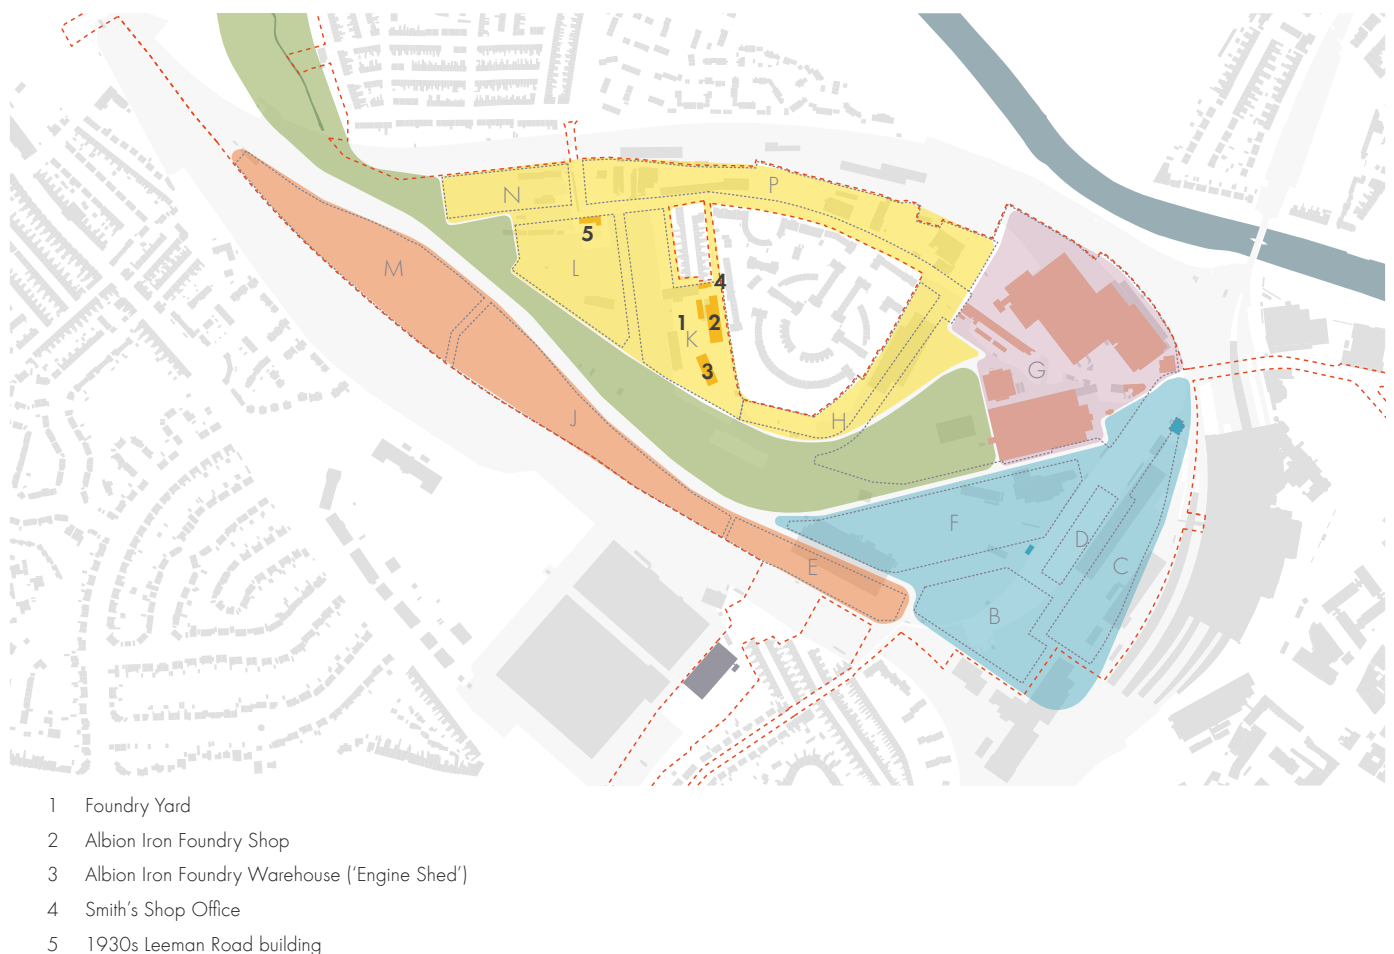 P
N
5
L
M
4
1
2
K
3
G
J
H
F
D
E
C
B
1 Foundry Yard
2 Albion Iron Foundry Shop
3 Albion Iron Foundry Warehouse (‘Engine Shed’)
4 Smith’s Shop Office
5 1930s Leeman Road building